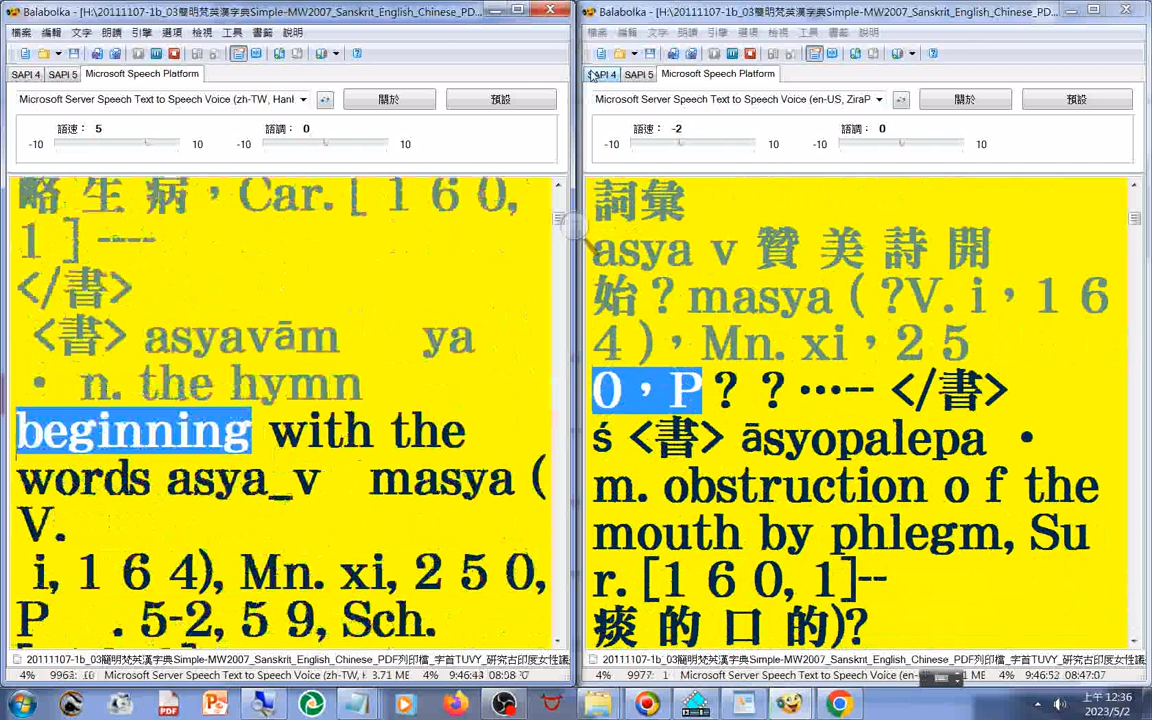 Balabolka - [H:\20111107-1b_03簡明梵英漢字典Simple-MW2007_Sanskrit_English_Chinese_PD...
檔案 編輯 文字 朗讀 引擎 選項 檢視 工具 書籤 說明
SAPI 4 SAPI 5 Microsoft Speech Platform
Microsoft Server Speech Text to Speech Voice (zh-TW, Hanl
關於 預設
語速： 5 語調： 0
-10 10 -10 10
略 生 病，Car. [ 1 6 0,
1 ] ----
</書>
<書> asyavām ya
• n. the hymn
beginning with the
words asya_v masya (
V.
i, 1 6 4), Mn. xi, 2 5 0,
P . 5-2, 5 9, Sch.
20111107-1b_03簡明梵英漢字典Simple-MW2007_Sanskrit_English_Chinese_PDF列印檔_字首TUVY_研究古印度女性議
4% Microsoft Server Speech Text to Speech Voice (zh-TW, 3.71 MB 4% 9:46:44 08:58
Balabolka - [H:\20111107-1b_03簡明梵英漢字典Simple-MW2007_Sanskrit_English_Chinese_PD...
檔案 編輯 文字 朗讀 引擎 選項 檢視 工具 書籤 說明
SAPI 4 SAPI 5 Microsoft Speech Platform
Microsoft Server Speech Text to Speech Voice (en-US, ZiraP
關於 預設
語速： -2 語調： 0
-10 10 -10 10
詞彙
asya v 贊 美 詩 開
始？masya ( ?V. i，1 6
4 )，Mn. xi，2 5
0，P ? ? …-- </書>
ś <書> āsyopalepa •
m. obstruction o f the
mouth by phlegm, Su
r. [1 6 0, 1]--
痰 的 口 的)?
20111107-1b_03簡明梵英漢字典Simple-MW2007_Sanskrit_English_Chinese_PDF列印檔_字首TUVY_研究古印度女性議
4% 9977 Microsoft Server Speech Text to Speech Voice (en- 4% 9:46:52 08:47:07
上午 12:36
2023/5/2